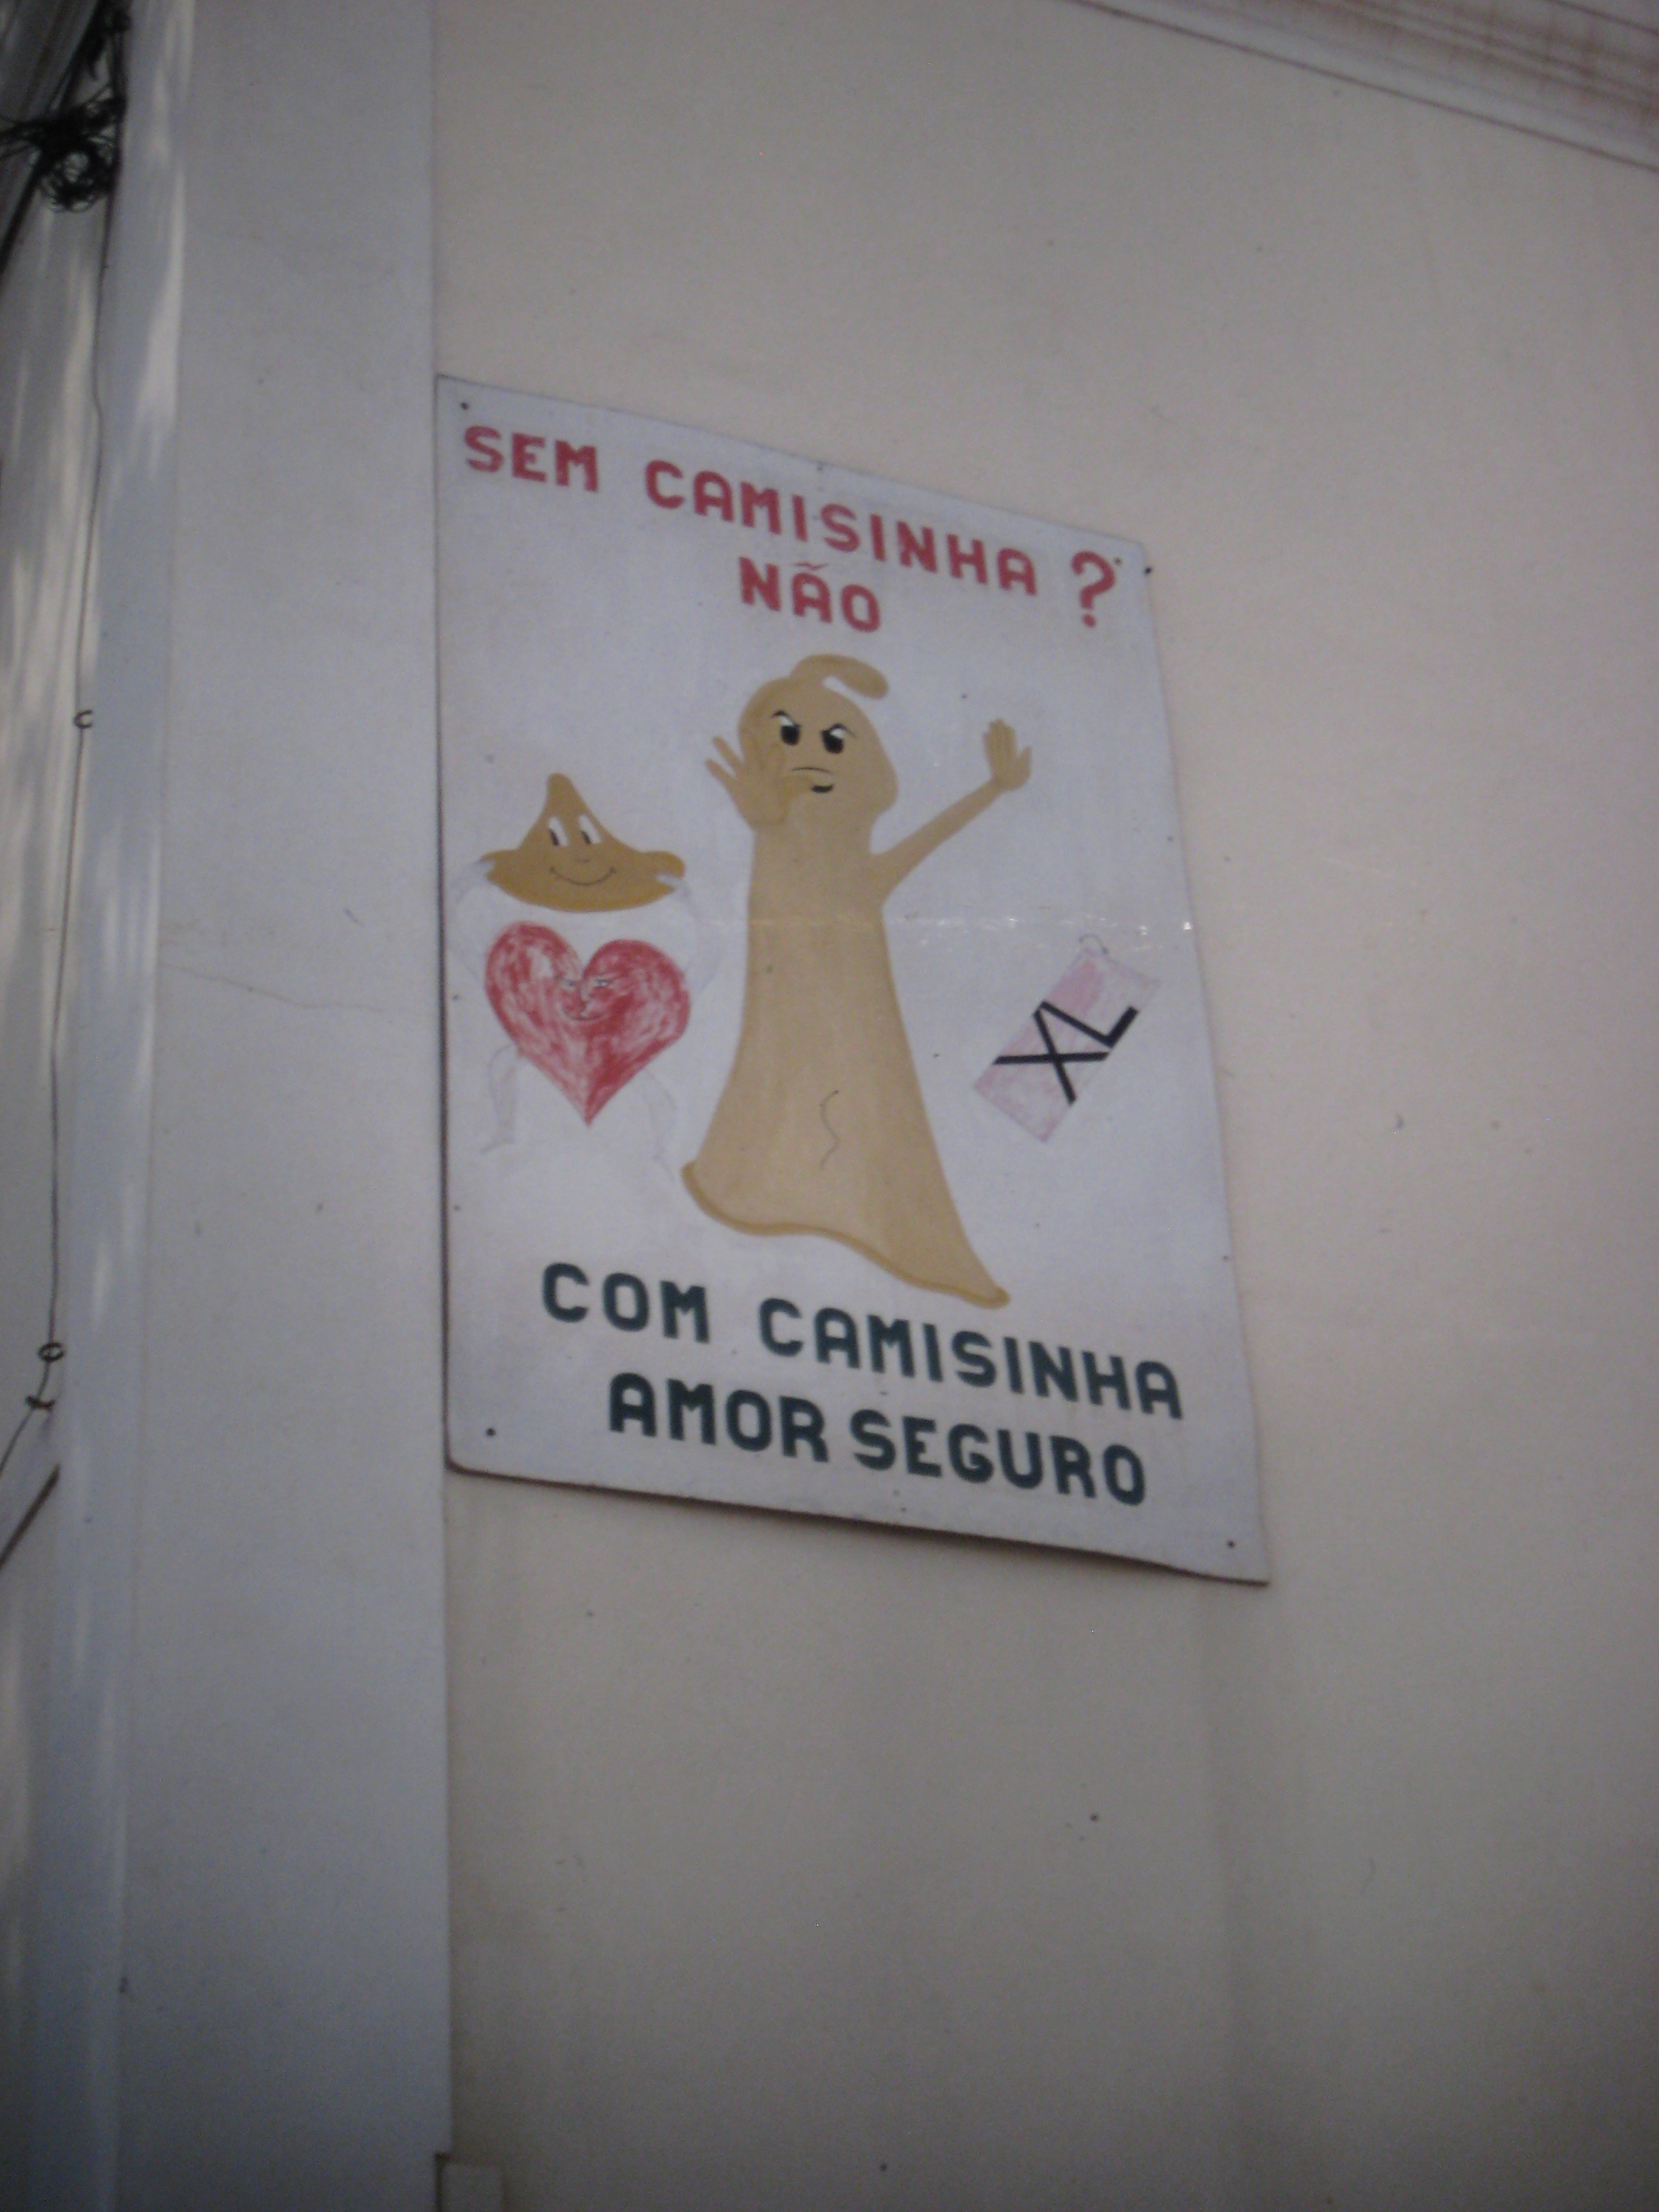 SEM CAMISINHA ?
NÃO
XL
COM CAMISINHA
AMOR SEGURO